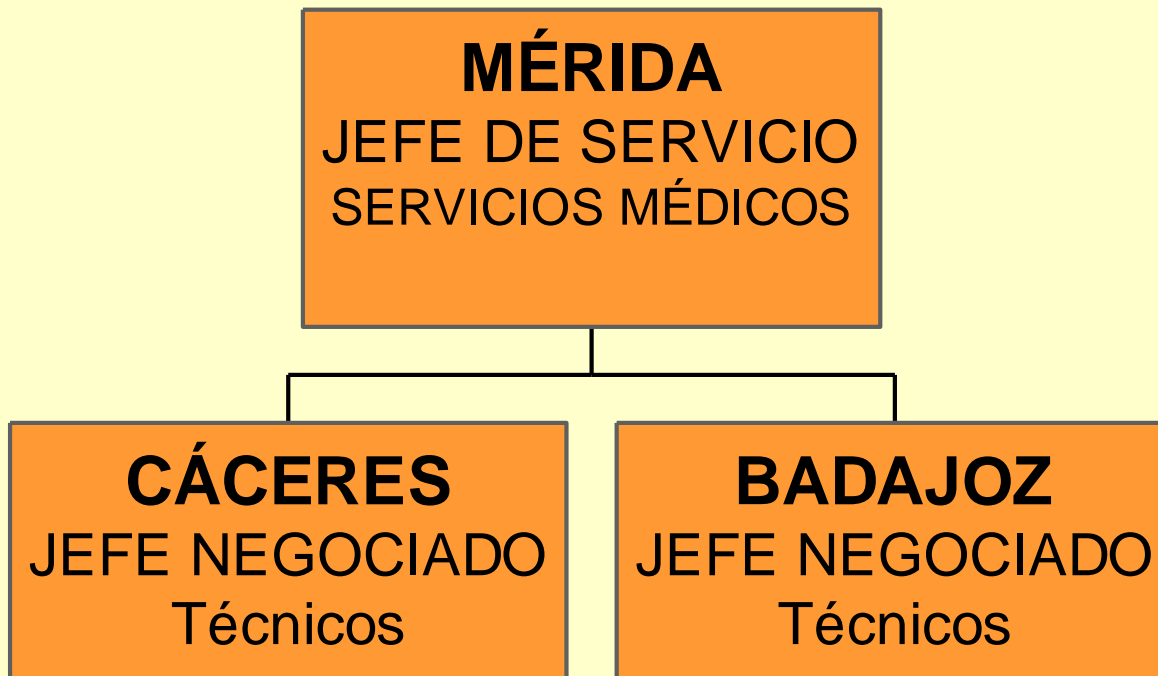 MÉRIDA
JEFE DE SERVICIO
SERVICIOS MÉDICOS
CÁCERES
JEFE NEGOCIADO
Técnicos
BADAJOZ
JEFE NEGOCIADO
Técnicos